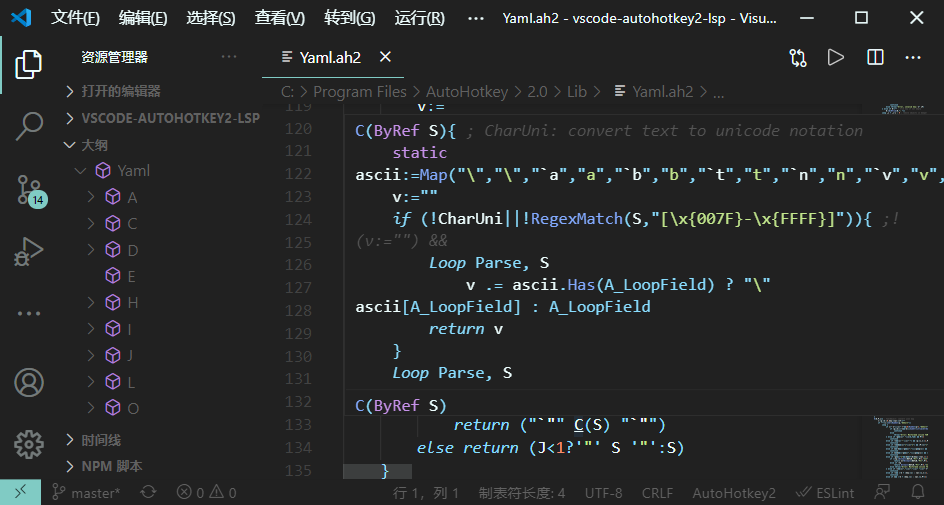 文件(F) 编辑(E) 选择(S) 查看(V) 转到(G) 运行(R) ··· Yaml.ah2 - vscode-autohotkey2-lsp - Visu...
资源管理器 ···
Yaml.ah2
C: > Program Files > AutoHotkey > 2.0 > Lib > Yaml.ah2 > ...
打开的编辑器
VSCODE-AUTOHOTKEY2-LSP
大纲
Yaml
A
C
D
E
H
I
J
L
O
时间线
NPM 脚本
14
119
120
121
122
123
124
125
126
127
128
129
130
131
132
133
134
135
v:=
C(ByRef S){ ; CharUni: convert text to unicode notation
static
ascii:=Map("\","\","`a","a","`b","b","`t","t","`n","n","`v","v",
v:=""
if (!CharUni||!RegexMatch(S,"[\x{007F}-\x{FFFF}]")){ ;!
(v:="") &&
Loop Parse, S
v .= ascii.Has(A_LoopField) ? "\"
ascii[A_LoopField] : A_LoopField
return v
}
Loop Parse, S
C(ByRef S)
return ("`"" C(S) "`"")
else return (J<1?'"' S '"':S)
}
master* 0 0 行 1，列 1 制表符长度: 4 UTF-8 CRLF AutoHotkey2 ESLint